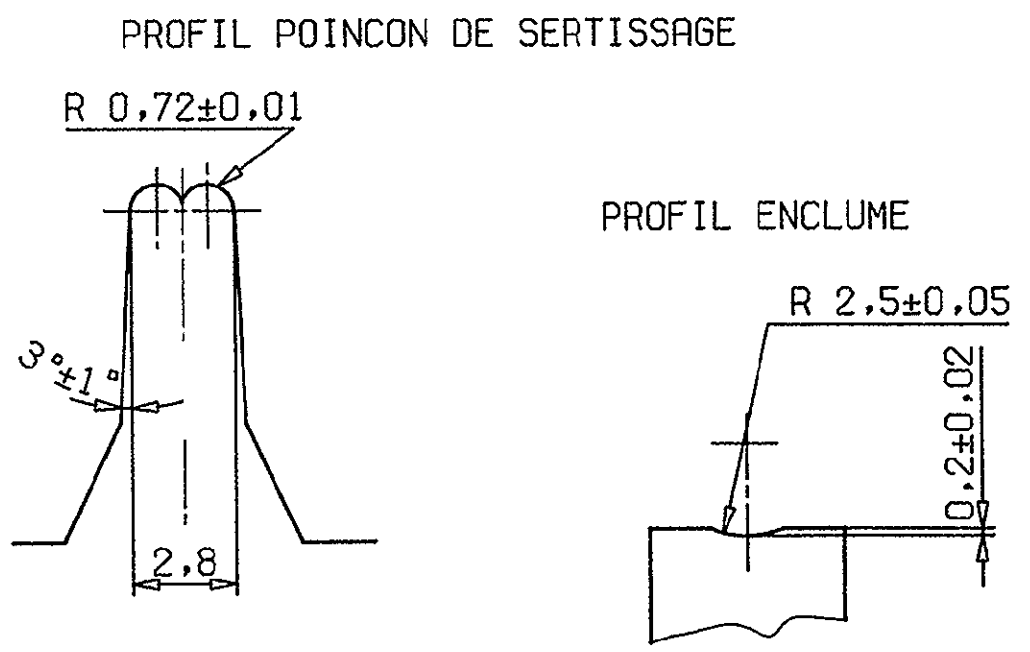 PROFIL POINCON DE SERTISSAGE
R 0,72±0,01
PROFIL ENCLUME
R 2,5±0,05
3°±1°
0,2±0,02
2,8